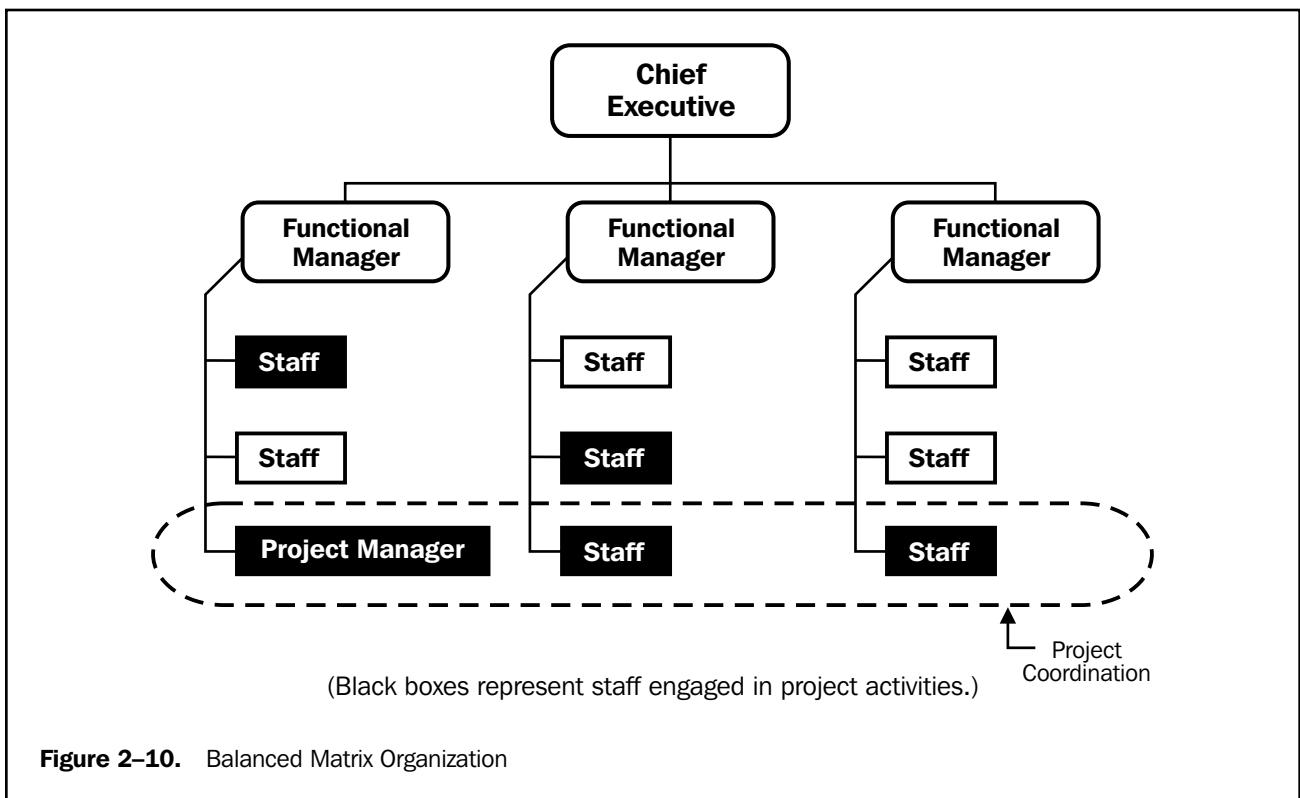 Chief
Executive
Functional
Manager
Functional
Manager
Functional
Manager
Staff
Staff
Staff
Staff
Staff
Staff
Project Manager
Staff
Staff
Project
Coordination
(Black boxes represent staff engaged in project activities.)
Figure 2–10. Balanced Matrix Organization